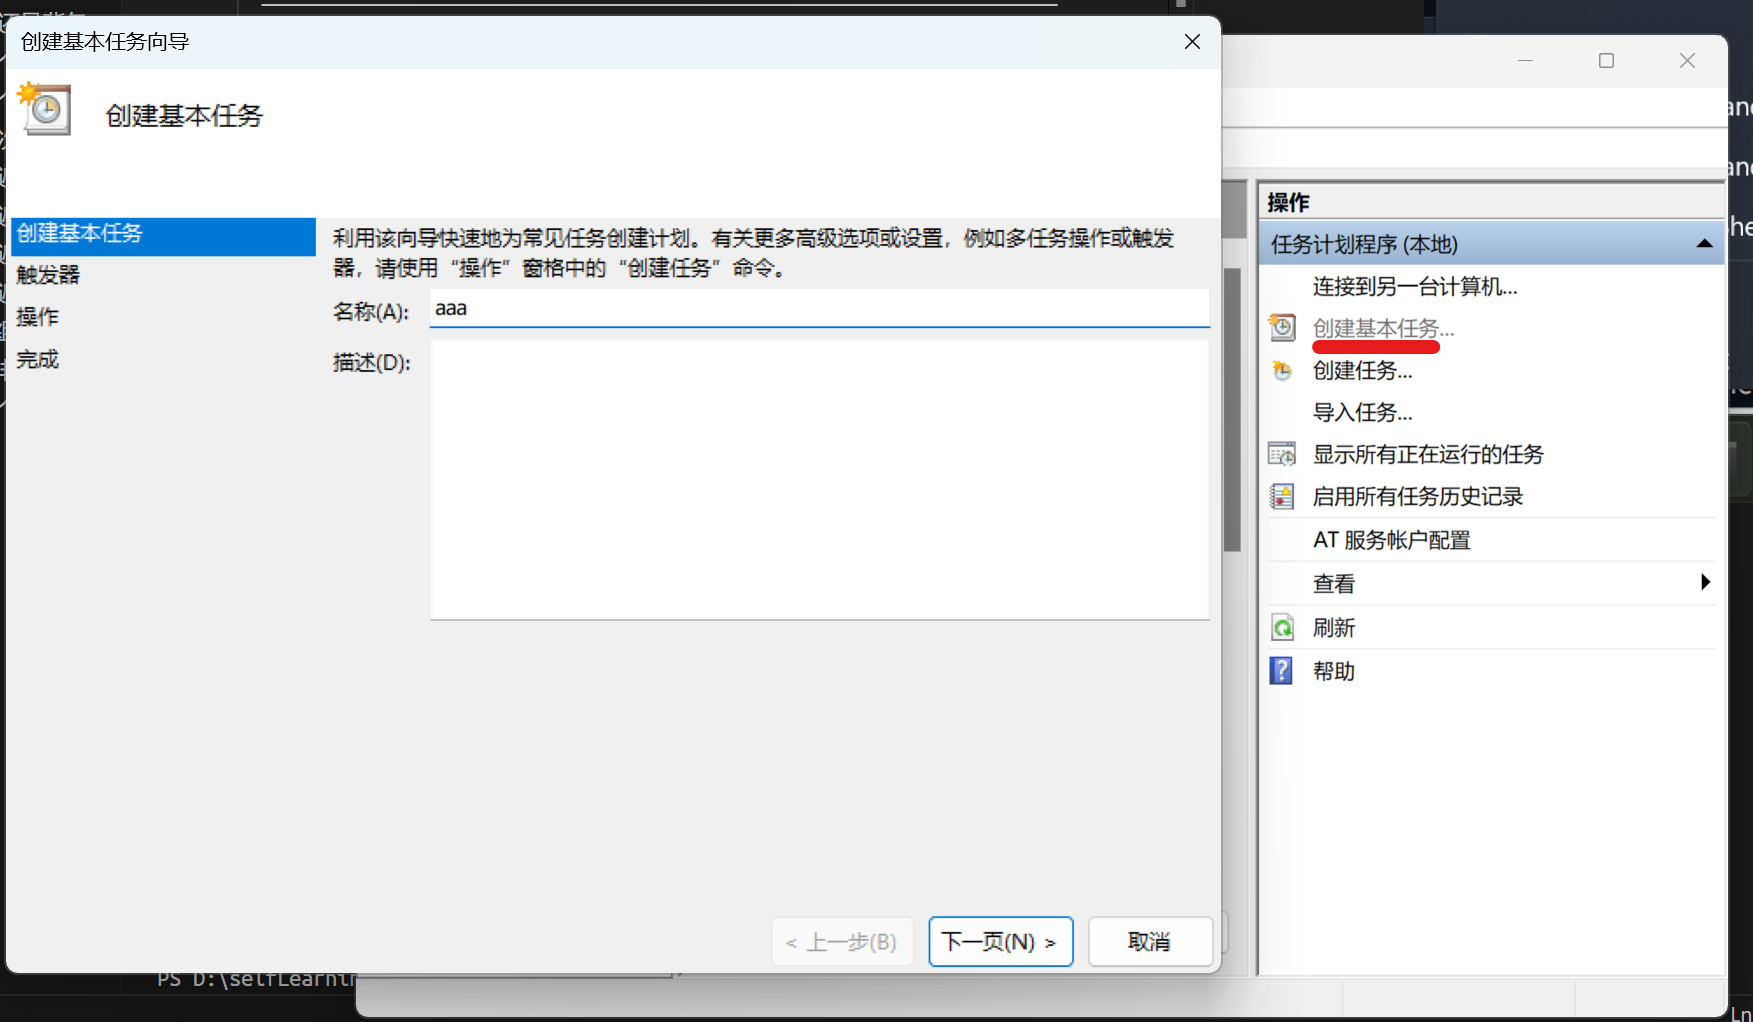 创建基本任务向导
创建基本任务
创建基本任务
触发器
操作
完成
利用该向导快速地为常见任务创建计划。有关更多高级选项或设置，例如多任务操作或触发
器，请使用“操作”窗格中的“创建任务”命令。
名称(A):
aaa
描述(D):
< 上一步(B)
下一页(N) >
取消
操作
任务计划程序 (本地)
连接到另一台计算机...
创建基本任务...
创建任务...
导入任务...
显示所有正在运行的任务
启用所有任务历史记录
AT 服务帐户配置
查看
刷新
帮助
PS D:\selfLearnin
Ln